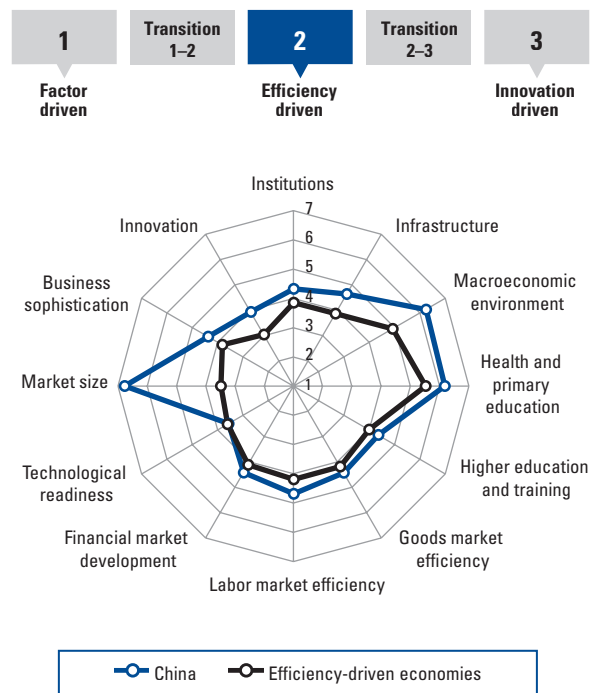 1
Transition
1–2
2
Transition
2–3
3
Factor
driven
Efficiency
driven
Innovation
driven
Institutions
Innovation
Infrastructure
Business
sophistication
Macroeconomic
environment
Market size
Health and
primary
education
Technological
readiness
Higher education
and training
Financial market
development
Goods market
efficiency
Labor market efficiency
7
6
5
4
3
2
1
China
Efficiency-driven economies